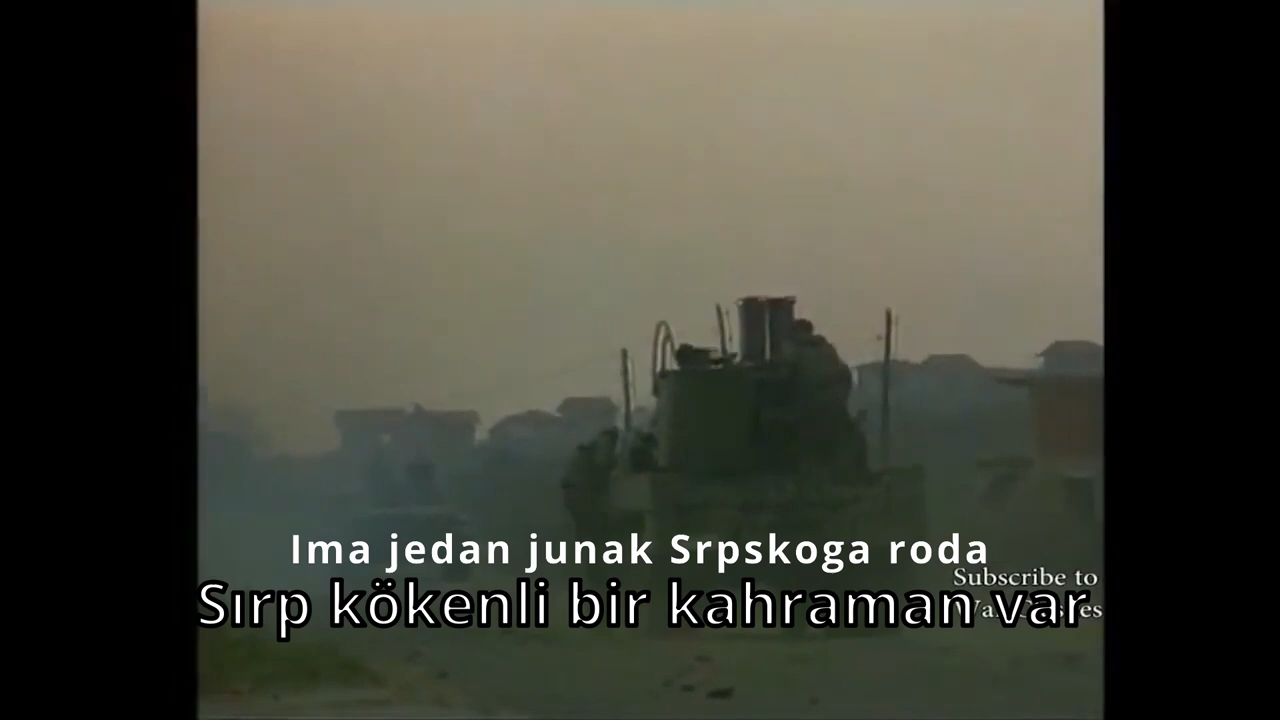 Ima jedan junak Srpskoga roda
Sırp kökenli bir kahraman var
Subscribe to